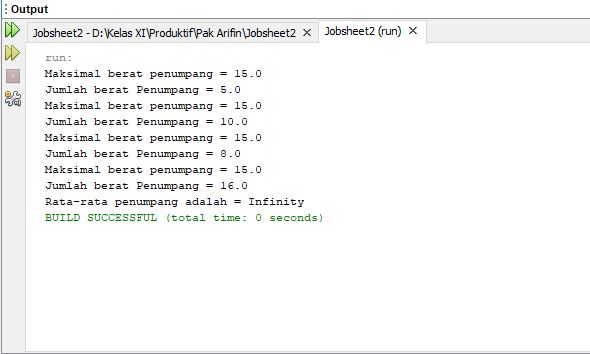 Output
Jobsheet2 - D:\Kelas XI\Produktif\Pak Arifin\Jobsheet2 × Jobsheet2 (run) ×
run:
Maksimal berat penumpang = 15.0
Jumlah berat Penumpang = 5.0
Maksimal berat penumpang = 15.0
Jumlah berat Penumpang = 10.0
Maksimal berat penumpang = 15.0
Jumlah berat Penumpang = 8.0
Maksimal berat penumpang = 15.0
Jumlah berat Penumpang = 16.0
Rata-rata penumpang adalah = Infinity
BUILD SUCCESSFUL (total time: 0 seconds)